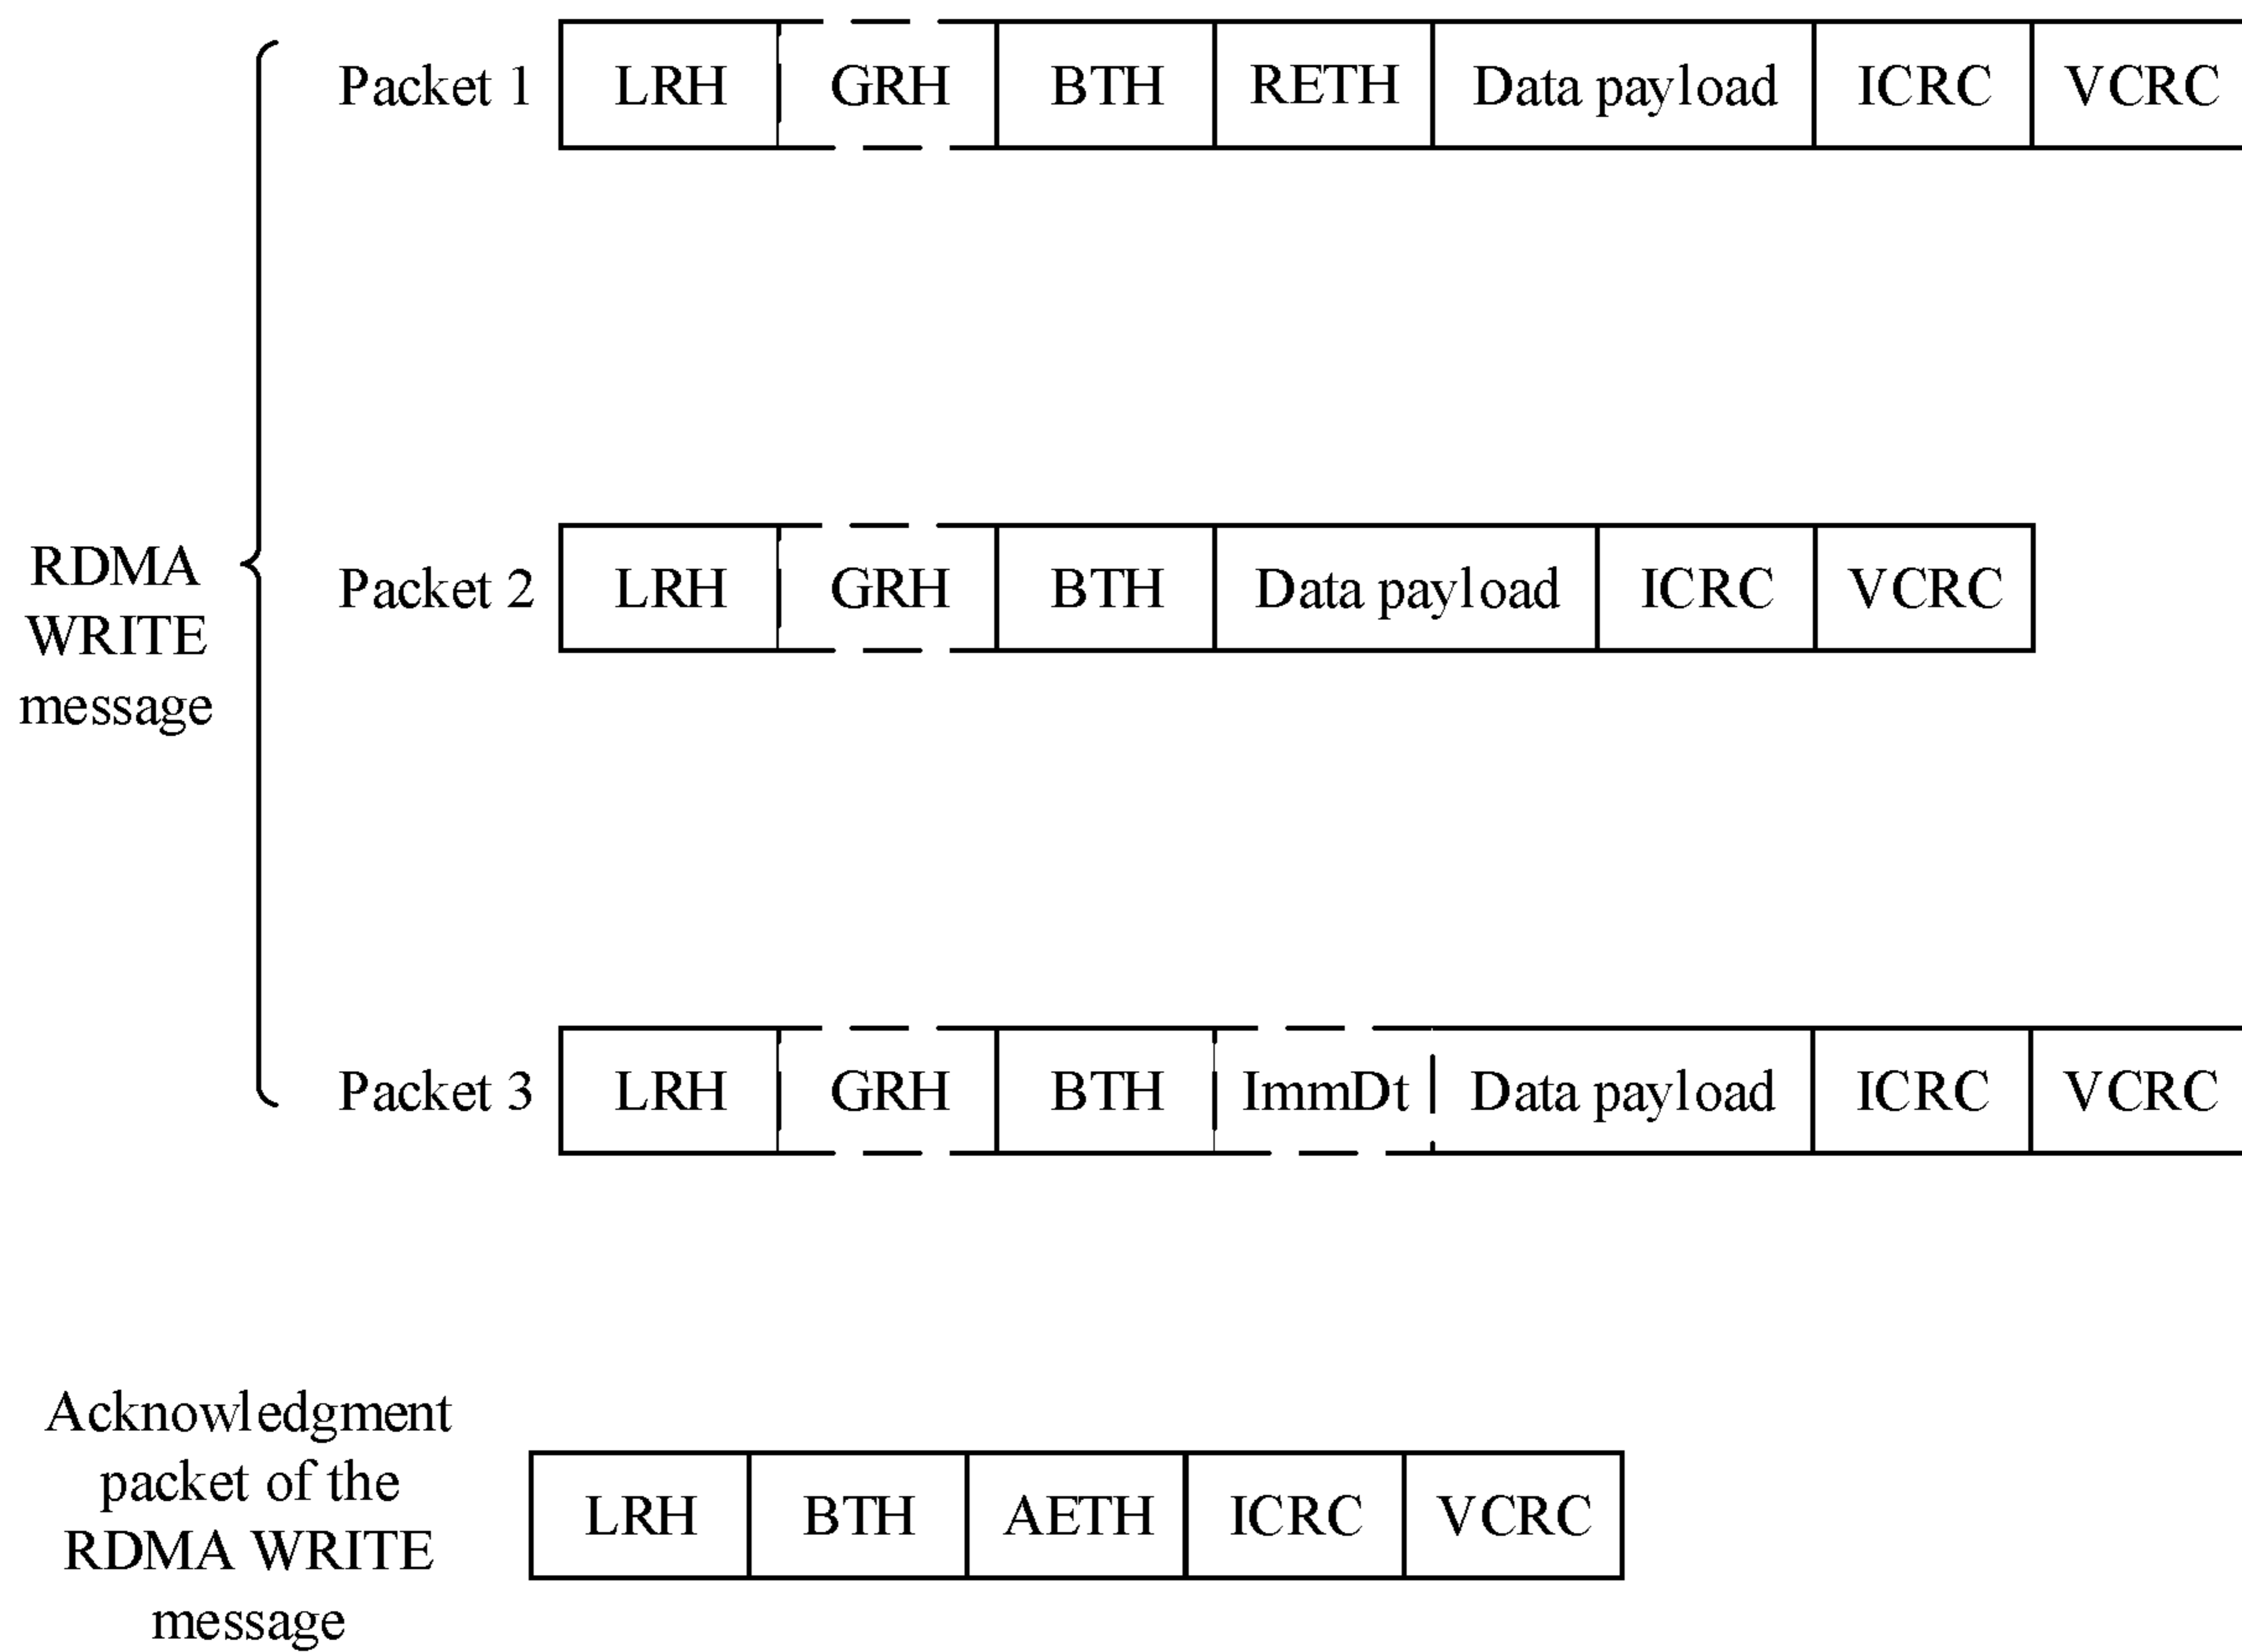 Packet 1 LRH GRH BTH RETH Data payload ICRC VCRC
RDMA
WRITE
message
Packet 2 LRH GRH BTH Data payload ICRC VCRC
Packet 3 LRH GRH BTH ImmDt Data payload ICRC VCRC
Acknowledgment
packet of the
RDMA WRITE
message
LRH BTH AETH ICRC VCRC